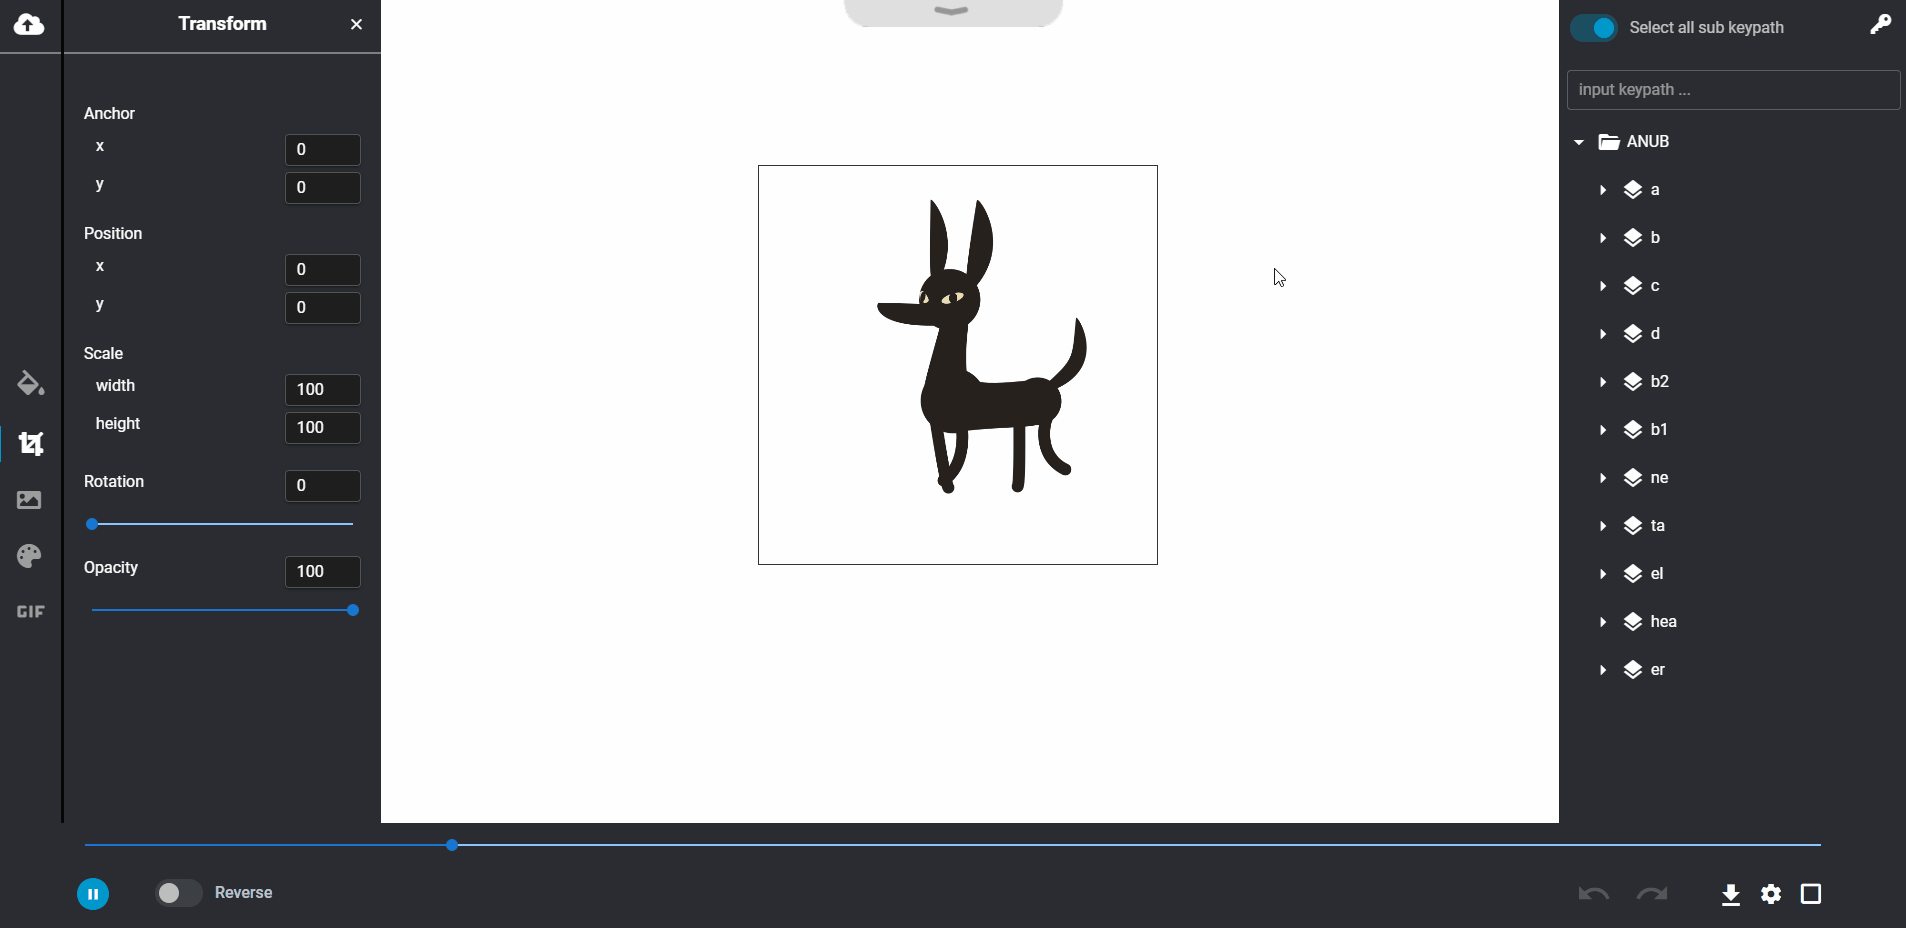 Transform
Anchor
x 0
y 0
Position
x 0
y 0
Scale
width 100
height 100
Rotation 0
Opacity 100
GIF
Reverse
Select all sub keypath
input keypath ...
ANUB
a
b
c
d
b2
b1
ne
ta
el
hea
er